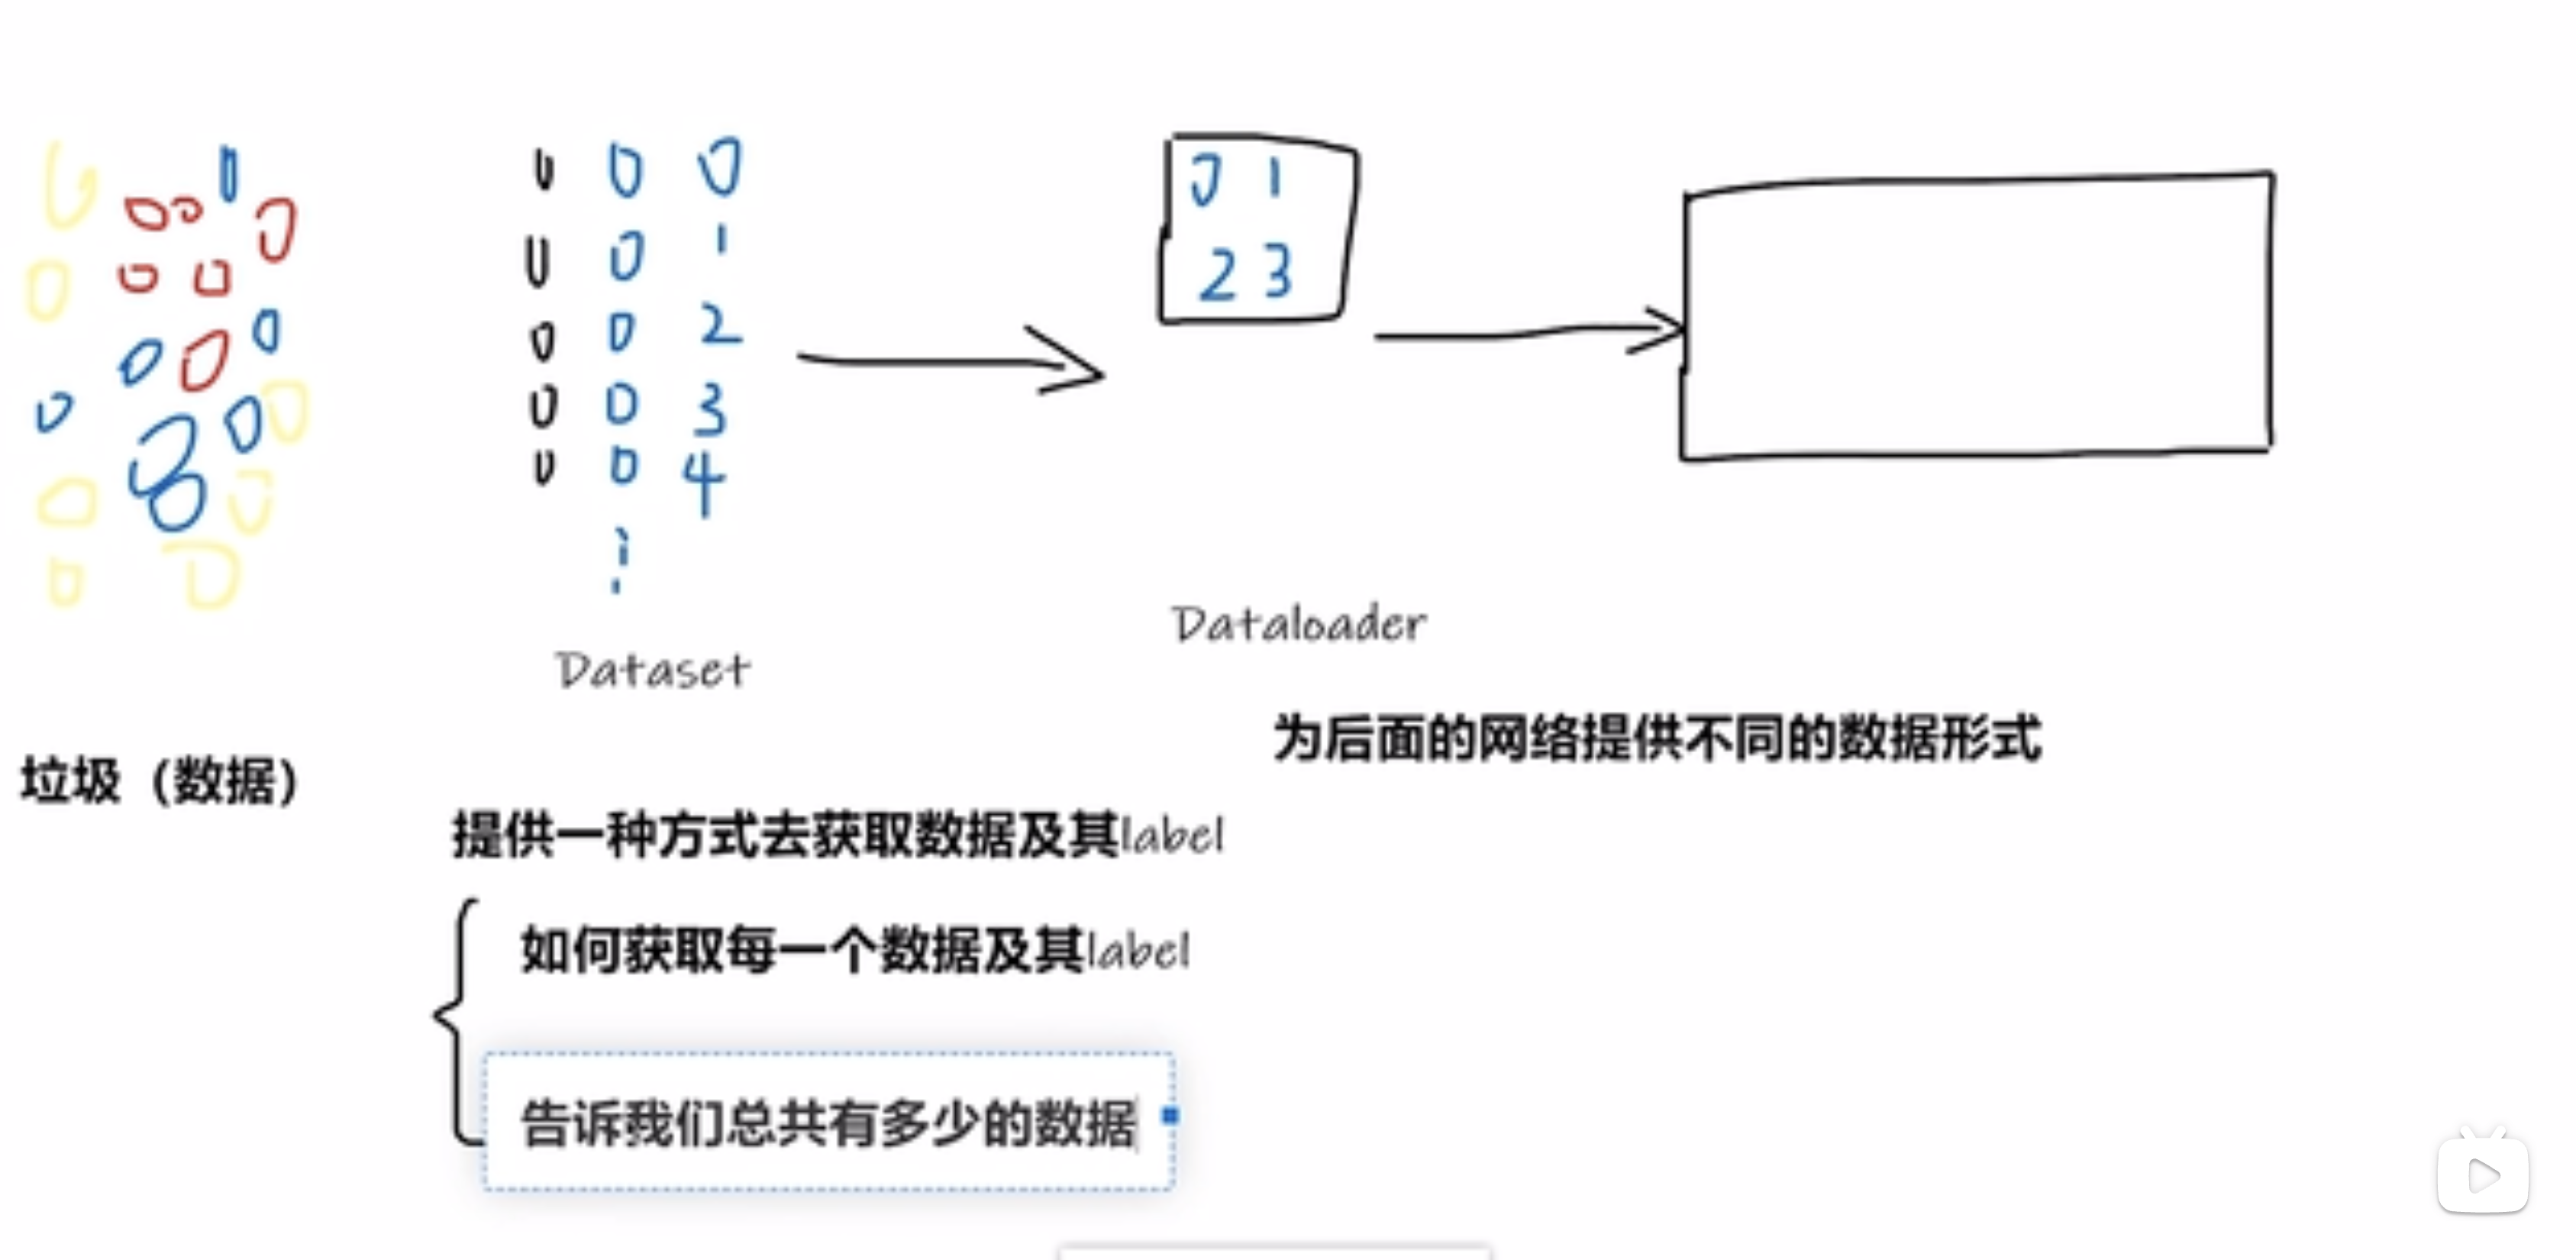 0 0 0
0 0 1
0 0 2
0 0 3
0 0 4
0 1
2 3
Dataloader
Dataset
为后面的网络提供不同的数据形式
垃圾（数据）
提供一种方式去获取数据及其label
如何获取每一个数据及其label
告诉我们总共有多少的数据